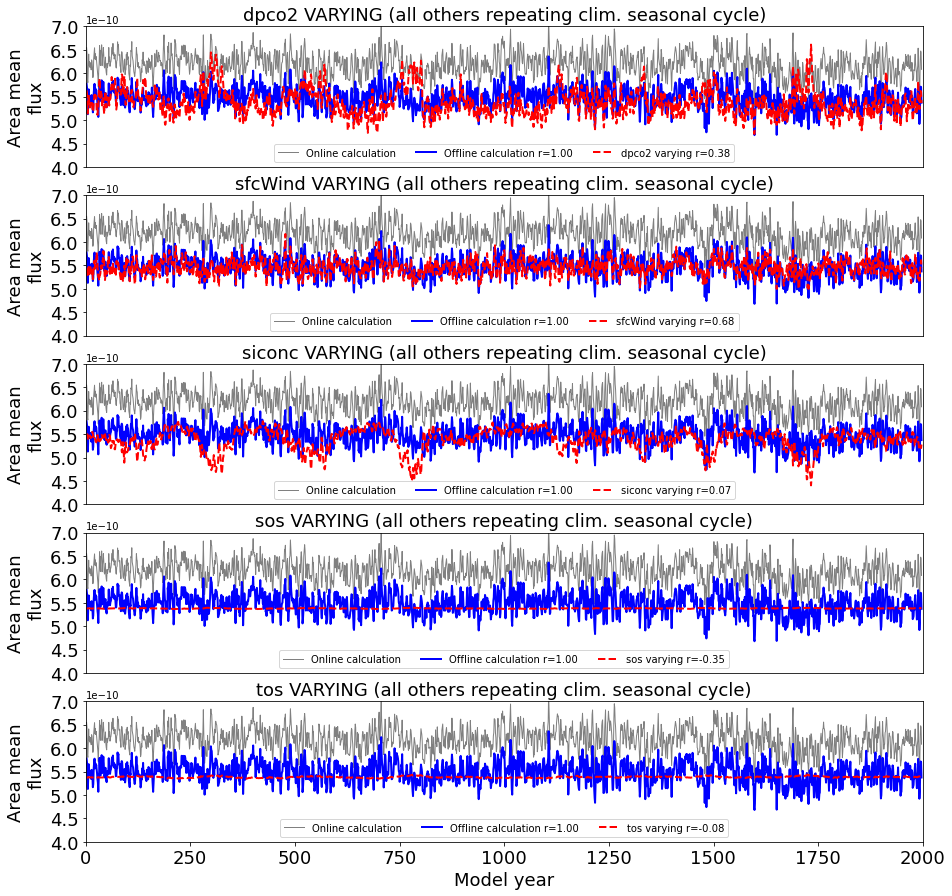 dpco2 VARYING (all others repeating clim. seasonal cycle)
1e−10
7.0
6.5
6.0
5.5
5.0
4.5
4.0
Area mean
flux
Online calculation
Offline calculation r=1.00
dpco2 varying r=0.38
sfcWind VARYING (all others repeating clim. seasonal cycle)
1e−10
7.0
6.5
6.0
5.5
5.0
4.5
4.0
Area mean
flux
Online calculation
Offline calculation r=1.00
sfcWind varying r=0.68
siconc VARYING (all others repeating clim. seasonal cycle)
1e−10
7.0
6.5
6.0
5.5
5.0
4.5
4.0
Area mean
flux
Online calculation
Offline calculation r=1.00
siconc varying r=0.07
sos VARYING (all others repeating clim. seasonal cycle)
1e−10
7.0
6.5
6.0
5.5
5.0
4.5
4.0
Area mean
flux
Online calculation
Offline calculation r=1.00
sos varying r=-0.35
tos VARYING (all others repeating clim. seasonal cycle)
1e−10
7.0
6.5
6.0
5.5
5.0
4.5
4.0
Area mean
flux
Online calculation
Offline calculation r=1.00
tos varying r=-0.08
0 250 500 750 1000 1250 1500 1750 2000
Model year